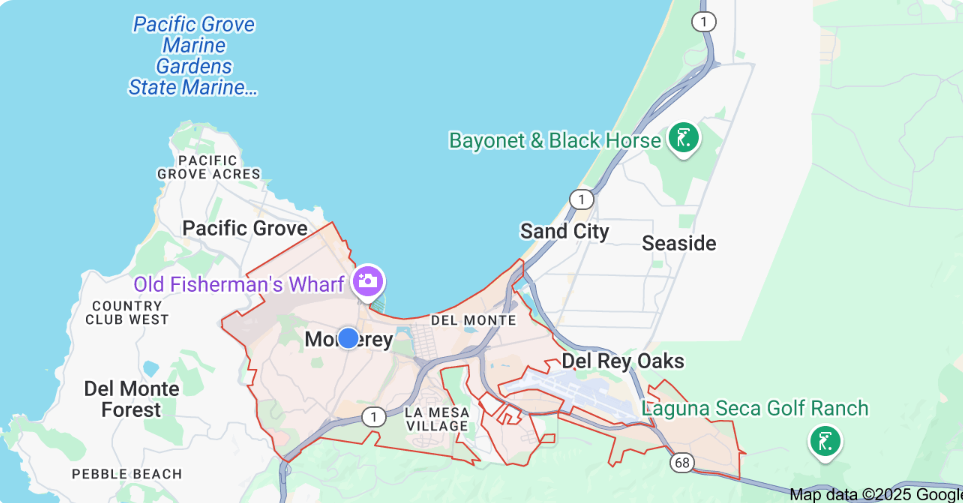 Pacific Grove
Marine
Gardens
State Marine...
1
Bayonet & Black Horse
PACIFIC
GROVE ACRES
1
Pacific Grove
Sand City
Seaside
Old Fisherman's Wharf
COUNTRY
CLUB WEST
DEL MONTE
Monterey
Del Rey Oaks
Del Monte
Forest
Laguna Seca Golf Ranch
1
LA MESA
VILLAGE
68
PEBBLE BEACH
Map data ©2025 Google